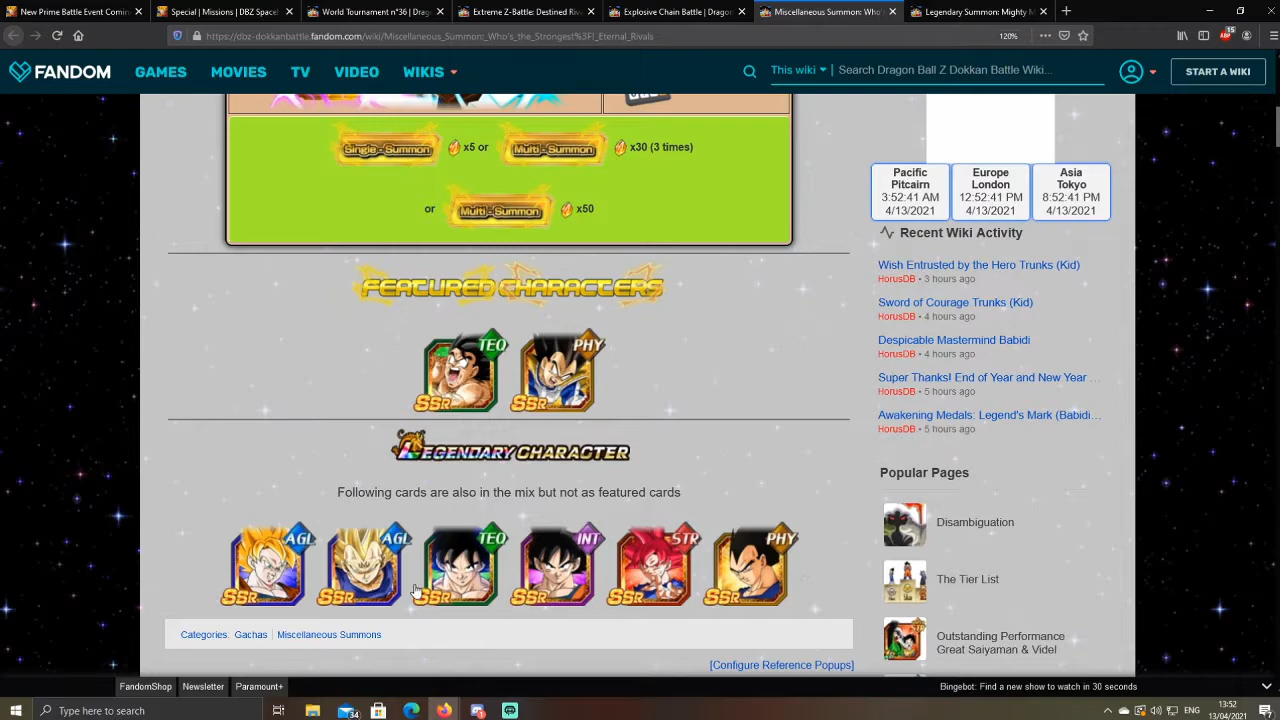 New Prime Battle Event Comin
Special | Missions | DBZ Space!
World Tournament n°36 | Drag
Extreme Z-Battle: Destined Riva
Explosive Chain Battle | Dragon
Miscellaneous Summon: Who's
Legendary Summon: Mighty M
https://dbz-dokkanbattle.fandom.com/wiki/Miscellaneous_Summon:_Who's_the_Strongest%3F!_Eternal_Rivals
120%
15
FANDOM
GAMES
MOVIES
TV
VIDEO
WIKIS
This wiki
Search Dragon Ball Z Dokkan Battle Wiki...
START A WIKI
Single - Summon x5 or Multi - Summon x30 (3 times)
or Multi - Summon x50
FEATURED CHARACTERS
TEQ PHY
SSR SSR
LEGENDARY CHARACTER
Following cards are also in the mix but not as featured cards
AGL AGL TEQ INT STR PHY
SSR SSR SSR SSR SSR SSR
Categories: Gachas Miscellaneous Summons
[Configure Reference Popups]
Pacific
Pitcairn
3:52:41 AM
4/13/2021
Europe
London
12:52:41 PM
4/13/2021
Asia
Tokyo
8:52:41 PM
4/13/2021
Recent Wiki Activity
Wish Entrusted by the Hero Trunks (Kid)
HorusDB • 3 hours ago
Sword of Courage Trunks (Kid)
HorusDB • 4 hours ago
Despicable Mastermind Babidi
HorusDB • 4 hours ago
Super Thanks! End of Year and New Year ...
HorusDB • 5 hours ago
Awakening Medals: Legend's Mark (Babidi...
HorusDB • 5 hours ago
Popular Pages
Disambiguation
The Tier List
Outstanding Performance
Great Saiyaman & Videl
FandomShop
Newsletter
Paramount+
Bingebot: Find a new show to watch in 30 seconds
Type here to search
34
ENG
13:52
13/04/2021